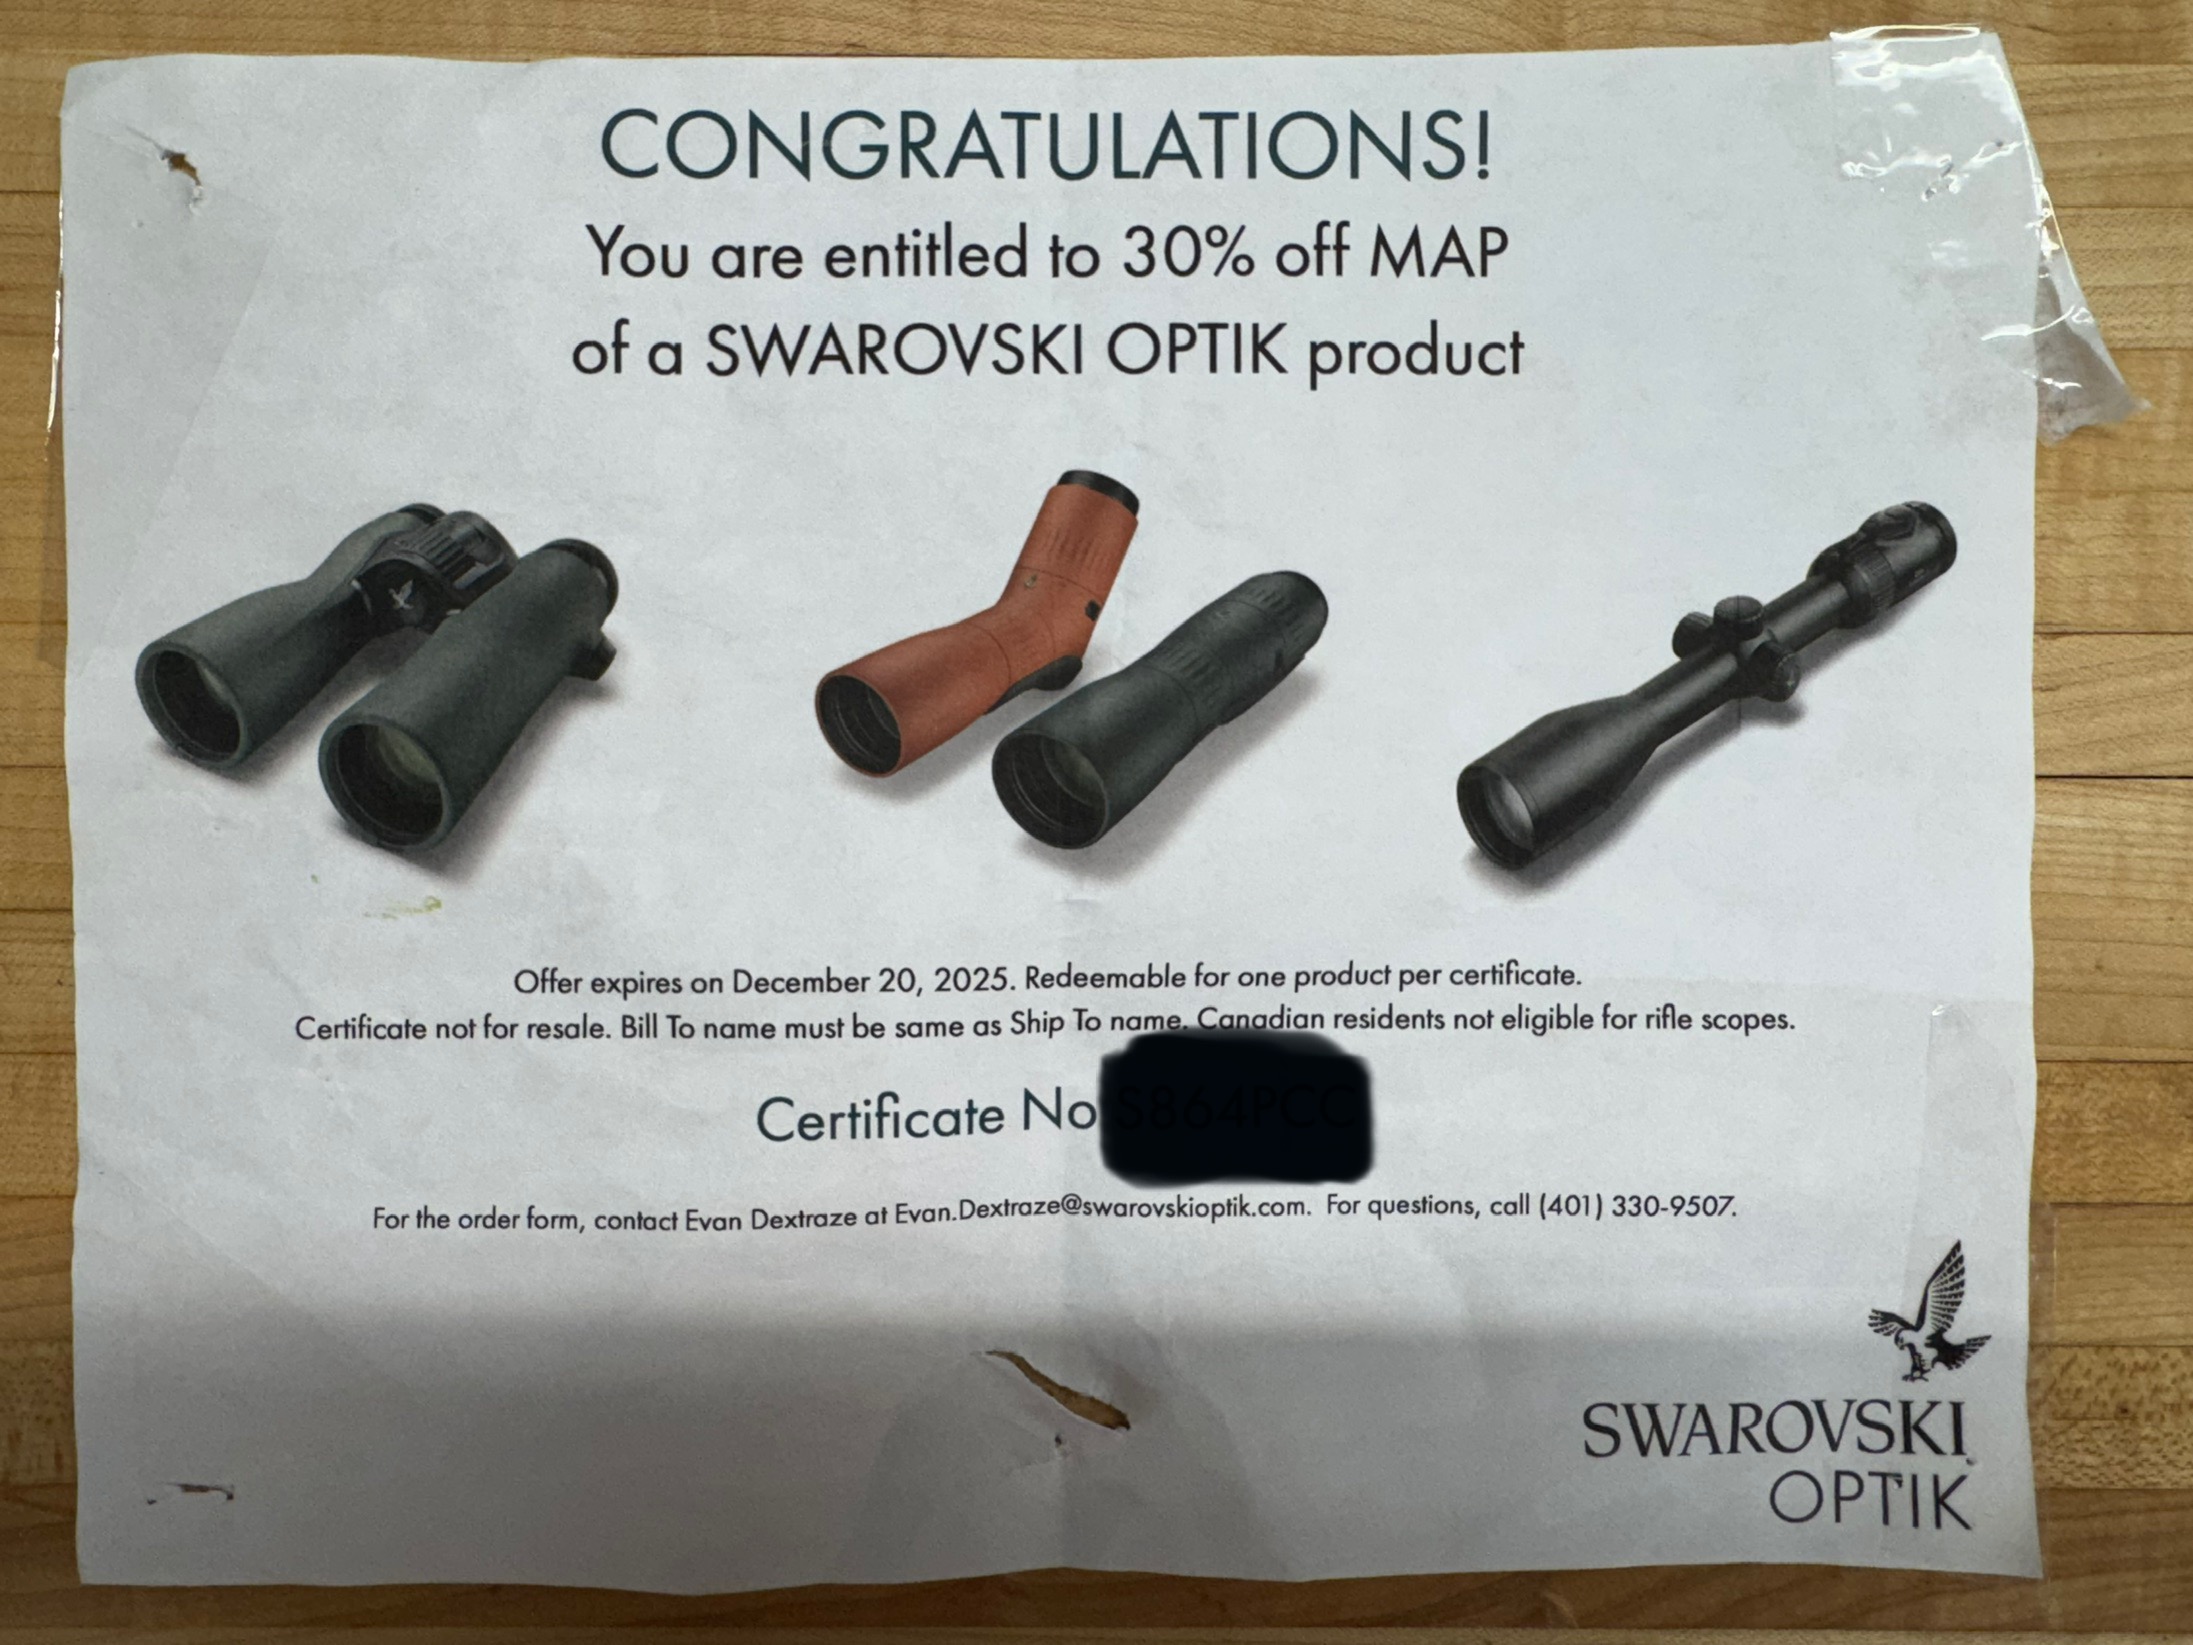 CONGRATULATIONS!
You are entitled to 30% off MAP
of a SWAROVSKI OPTIK product
Offer expires on December 20, 2025. Redeemable for one product per certificate.
Certificate not for resale. Bill To name must be same as Ship To name. Canadian residents not eligible for rifle scopes.
Certificate No
For the order form, contact Evan Dextraze at Evan.Dextraze@swarovskioptik.com. For questions, call (401) 330-9507.
SWAROVSKI
OPTIK